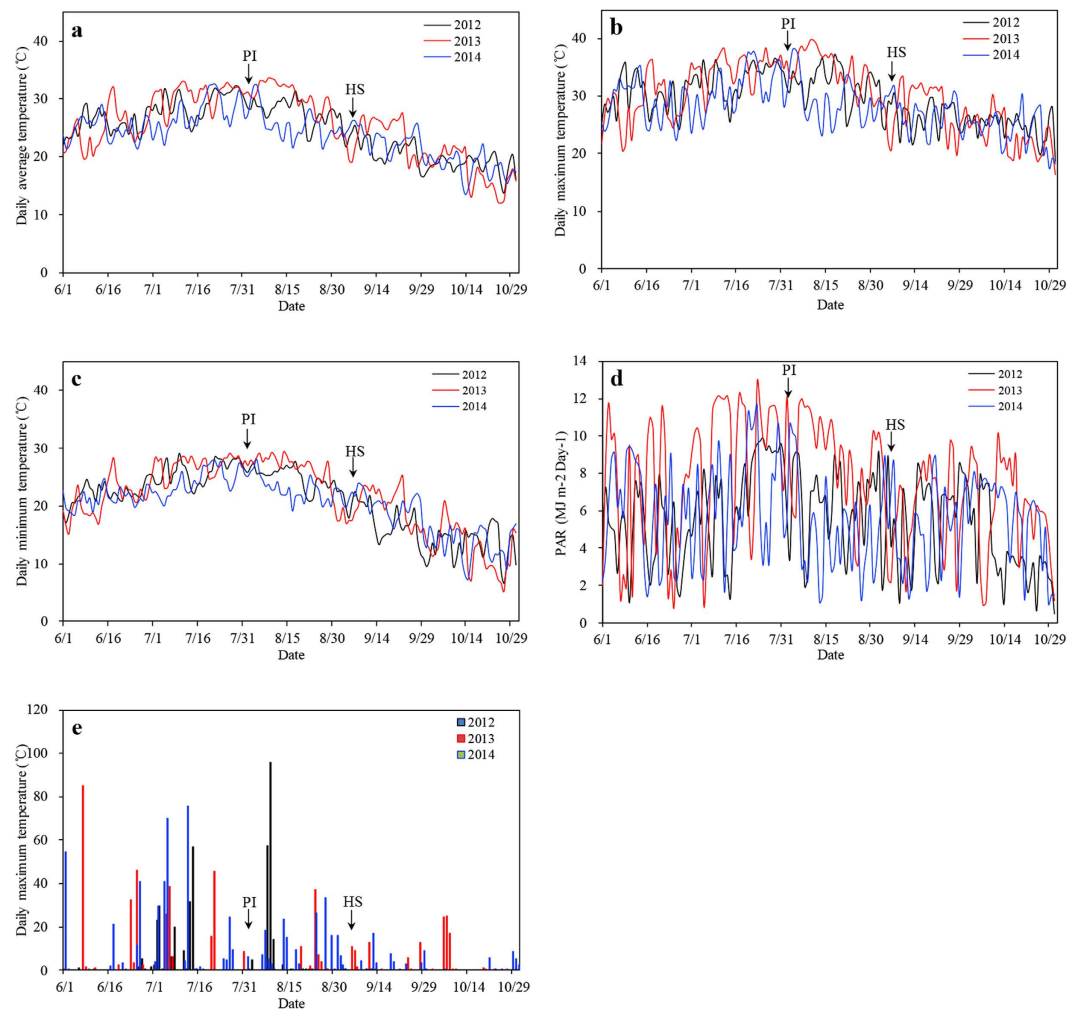 a
2012
2013
2014
PI
HS
40
30
20
10
0
Daily average temperature (℃)
6/1 6/16 7/1 7/16 7/31 8/15 8/30 9/14 9/29 10/14 10/29
Date
b
2012
2013
2014
PI
HS
40
30
20
10
0
Daily maximum temperature (℃)
6/1 6/16 7/1 7/16 7/31 8/15 8/30 9/14 9/29 10/14 10/29
Date
c
2012
2013
2014
PI
HS
40
30
20
10
0
Daily minimum temperature (℃)
6/1 6/16 7/1 7/16 7/31 8/15 8/30 9/14 9/29 10/14 10/29
Date
d
2012
2013
2014
PI
HS
14
12
10
8
6
4
2
0
PAR (MJ m-2 Day-1)
6/1 6/16 7/1 7/16 7/31 8/15 8/30 9/14 9/29 10/14 10/29
Date
e
2012
2013
2014
PI
HS
120
100
80
60
40
20
0
Daily maximum temperature (℃)
6/1 6/16 7/1 7/16 7/31 8/15 8/30 9/14 9/29 10/14 10/29
Date